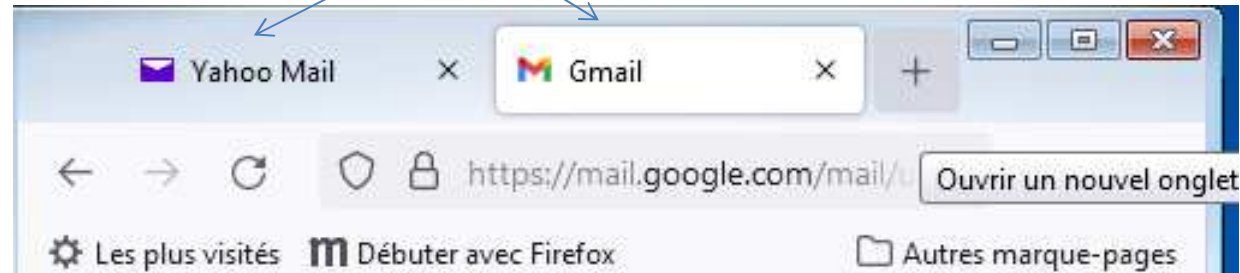 Yahoo Mail Gmail
https://mail.google.com/mail/u
Ouvrir un nouvel onglet
Les plus visités m Débuter avec Firefox Autres marque-pages